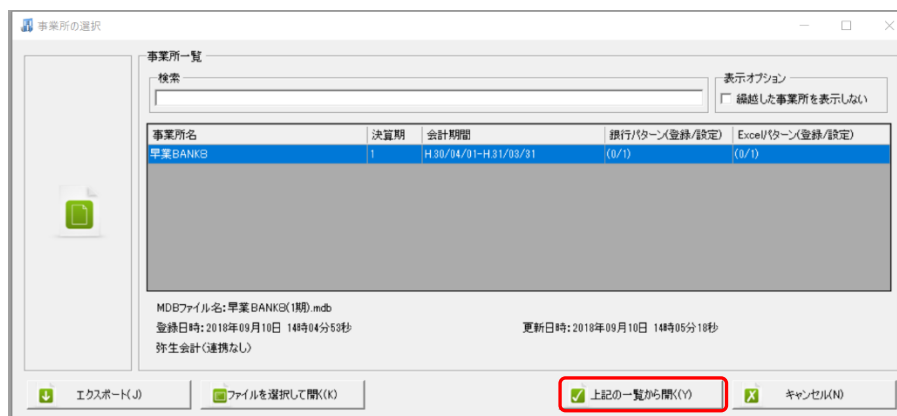 事業所の選択
事業所一覧
検索
表示オプション
繰越した事業所を表示しない
事業所名 決算期 会計期間 銀行パターン(登録/設定) Excelパターン(登録/設定)
早業BANK8 1 H.30/04/01-H.31/03/31 (0/1) (0/1)
MDBファイル名:早業BANK8(1期).mdb
登録日時:2018年09月10日 14時04分53秒 更新日時:2018年09月10日 14時05分18秒
弥生会計(連携なし)
エクスポート(J) ファイルを選択して開く(K) 上記の一覧から開く(Y) キャンセル(N)